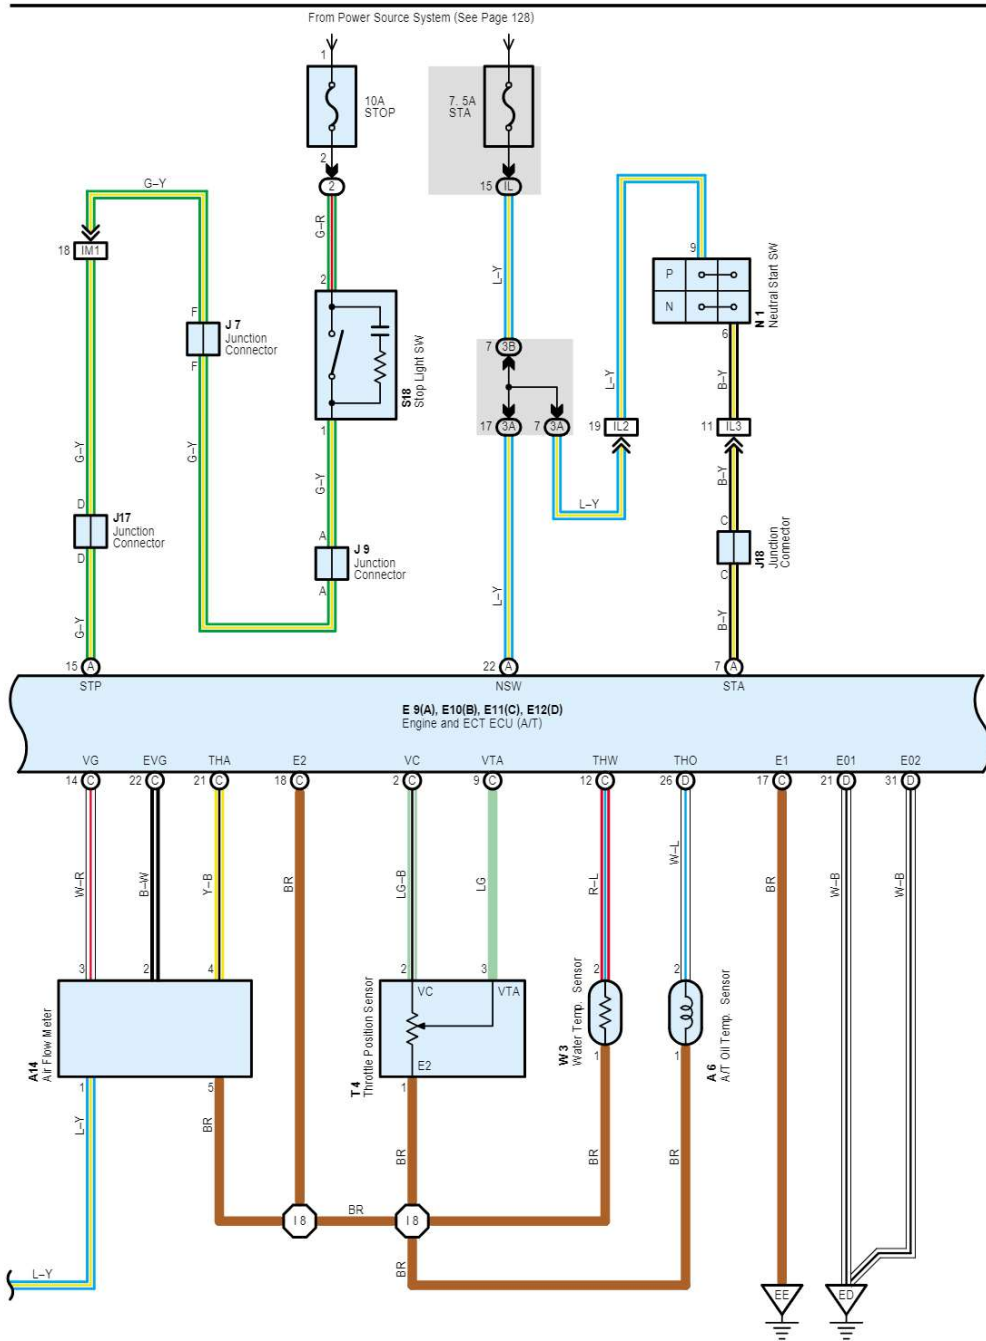 From Power Source System (See Page 128)
1
10A
STOP
7. 5A
STA
2
2
15 IL
G–Y
G–R
L–Y
9
P
N
N 1
Neutral Start SW
18 IM1
2
F
J 7
Junction
Connector
F
S18
Stop Light SW
7 3B
6
L–Y
B–Y
1
17 3A
7 3A
19 IL2
11 IL3
G–Y
G–Y
G–Y
L–Y
B–Y
D
J17
Junction
Connector
D
A
J 9
Junction
Connector
A
C
J18
Junction
Connector
C
G–Y
L–Y
B–Y
15 A
22 A
7 A
STP
NSW
STA
E 9(A), E10(B), E11(C), E12(D)
Engine and ECT ECU (A/T)
VG
EVG
THA
E2
VC
VTA
THW
THO
E1
E01
E02
14 C
22 C
21 C
18 C
2 C
9 C
12 C
26 D
17 C
21 D
31 D
W–R
B–W
Y–B
BR
LG–B
LG
R–L
W–L
BR
W–B
W–B
3
2
4
2
3
2
2
VC
VTA
E2
A14
Air Flow Meter
T 4
Throttle Position Sensor
W 3
Water Temp. Sensor
A 6
A/T Oil Temp. Sensor
1
5
1
1
1
L–Y
BR
BR
BR
BR
I 8
BR
I 8
BR
L–Y
EE
ED